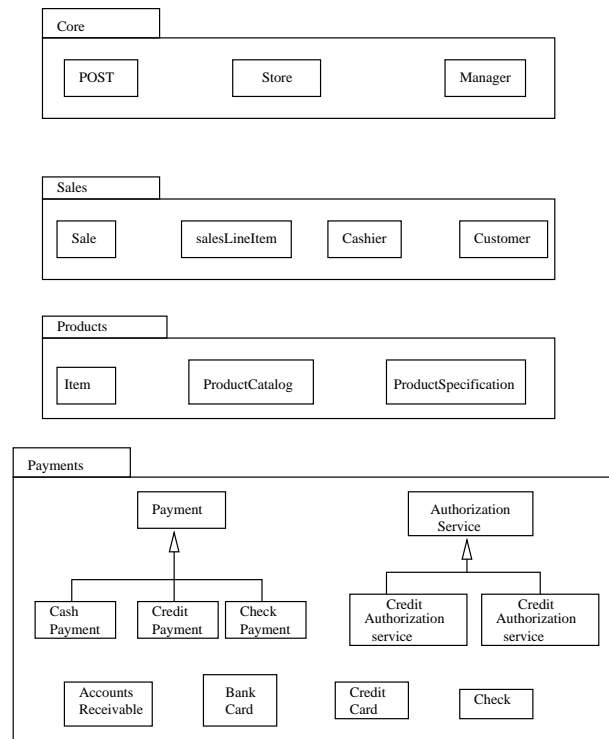 Core
POST
Store
Manager
Sales
Sale
salesLineItem
Cashier
Customer
Products
Item
ProductCatalog
ProductSpecification
Payments
Payment
Authorization
Service
Cash
Payment
Credit
Payment
Check
Payment
Credit
Authorization
service
Credit
Authorization
service
Accounts
Receivable
Bank
Card
Credit
Card
Check